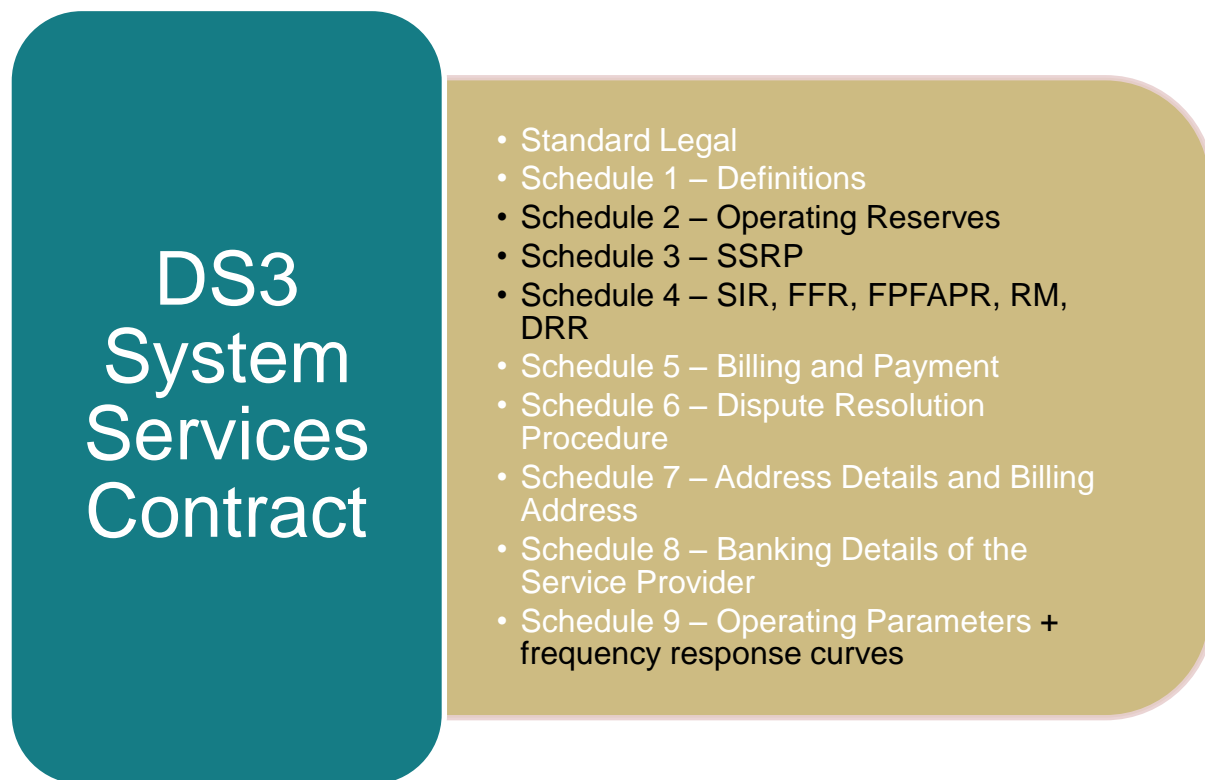 DS3
System
Services
Contract
• Standard Legal
• Schedule 1 – Definitions
• Schedule 2 – Operating Reserves
• Schedule 3 – SSRP
• Schedule 4 – SIR, FFR, FPFAPR, RM,
DRR
• Schedule 5 – Billing and Payment
• Schedule 6 – Dispute Resolution
Procedure
• Schedule 7 – Address Details and Billing
Address
• Schedule 8 – Banking Details of the
Service Provider
• Schedule 9 – Operating Parameters +
frequency response curves